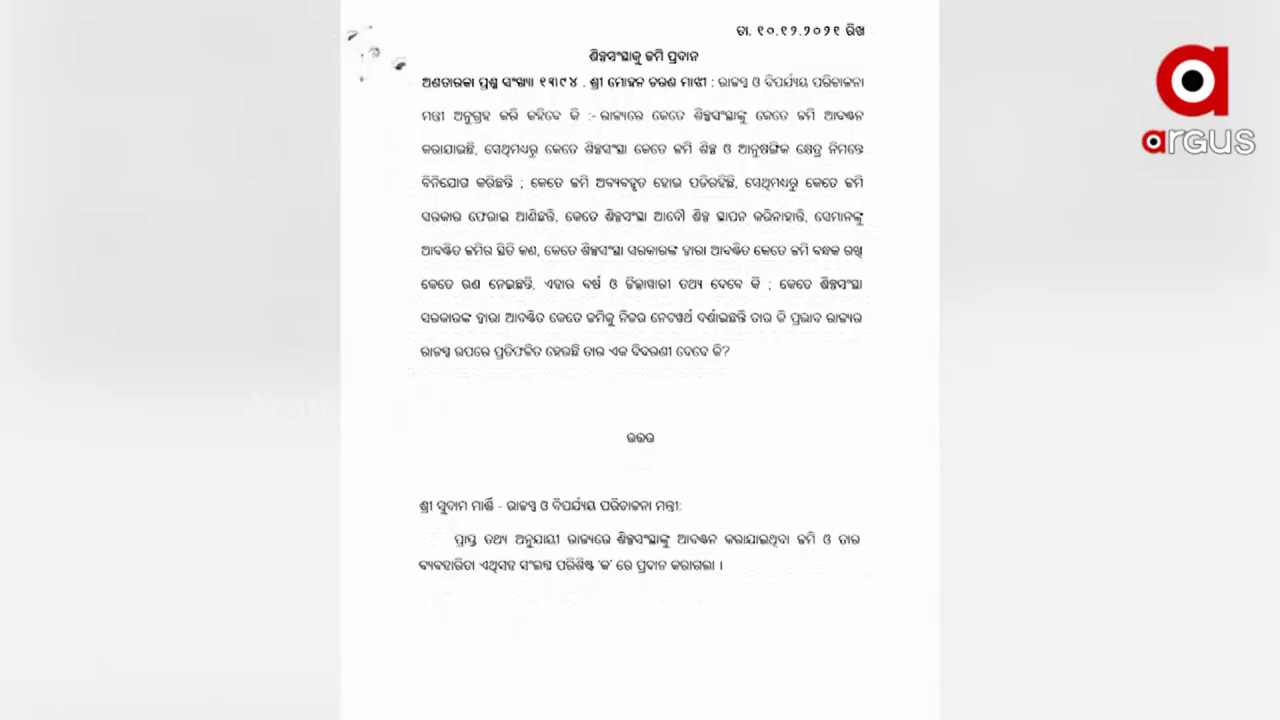 ତା. ୧୦.୧୨.୨୦୨୧ ରିଖ
ଶିଳ୍ପସଂସ୍ଥାକୁ ଜମି ପ୍ରଦାନ
ଅଣତାରକା ପ୍ରଶ୍ନ ସଂଖ୍ୟା ୧୩୯୪ . ଶ୍ରୀ ମୋହନ ଚରଣ ମାଝୀ : ରାଜସ୍ୱ ଓ ବିପର୍ଯ୍ୟୟ ପରିଚାଳନା
ମନ୍ତ୍ରୀ ଅନୁଗ୍ରହ କରି କହିବେ କି :- ରାଜ୍ୟରେ କେତେ ଶିଳ୍ପସଂସ୍ଥାଙ୍କୁ କେତେ ଜମି ଆବଣ୍ଟନ
କରାଯାଇଛି, ସେଥିମଧ୍ୟରୁ କେତେ ଶିଳ୍ପସଂସ୍ଥା କେତେ ଜମି ଶିଳ୍ପ ଓ ଆନୁଷଙ୍ଗିକ କ୍ଷେତ୍ର ନିମନ୍ତେ
ବିନିଯୋଗ କରିଛନ୍ତି ; କେତେ ଜମି ଅବ୍ୟବହୃତ ହୋଇ ପଡିରହିଛି, ସେଥିମଧ୍ୟରୁ କେତେ ଜମି
ସରକାର ଫେରାଇ ଆଣିଛନ୍ତି, କେତେ ଶିଳ୍ପସଂସ୍ଥା ଆଦୌ ଶିଳ୍ପ ସ୍ଥାପନ କରିନାହାନ୍ତି, ସେମାନଙ୍କୁ
ଆବଣ୍ଟିତ ଜମିର ସ୍ଥିତି କଣ, କେତେ ଶିଳ୍ପସଂସ୍ଥା ସରକାରଙ୍କ ଦ୍ୱାରା ଆବଣ୍ଟିତ କେତେ ଜମି ବନ୍ଧକ ରଖି
କେତେ ଋଣ ନେଇଛନ୍ତି, ଏହାର ବର୍ଷ ଓ ଜିଲ୍ଲାୱାରୀ ତଥ୍ୟ ଦେବେ କି ; କେତେ ଶିଳ୍ପସଂସ୍ଥା
ସରକାରଙ୍କ ଦ୍ୱାରା ଆବଣ୍ଟିତ କେତେ ଜମିକୁ ନିଜର ନେଟୱର୍ଥ ଦର୍ଶାଇଛନ୍ତି ତାର କି ପ୍ରଭାବ ରାଜ୍ୟର
ରାଜସ୍ୱ ଉପରେ ପ୍ରତିଫଳିତ ହେଉଛି ତାର ଏକ ବିବରଣୀ ଦେବେ କି?
ଉତ୍ତର
ଶ୍ରୀ ସୁଦାମ ମାର୍ଣ୍ଡି - ରାଜସ୍ୱ ଓ ବିପର୍ଯ୍ୟୟ ପରିଚାଳନା ମନ୍ତ୍ରୀ:
ପ୍ରାପ୍ତ ତଥ୍ୟ ଅନୁଯାୟୀ ରାଜ୍ୟରେ ଶିଳ୍ପସଂସ୍ଥାଙ୍କୁ ଆବଣ୍ଟନ କରାଯାଇଥିବା ଜମି ଓ ତାର
ବ୍ୟବହାରିତା ଏଥିସହ ସଂଲଗ୍ନ ପରିଶିଷ୍ଟ ‘କ’ ରେ ପ୍ରଦାନ କରାଗଲା ।
argus